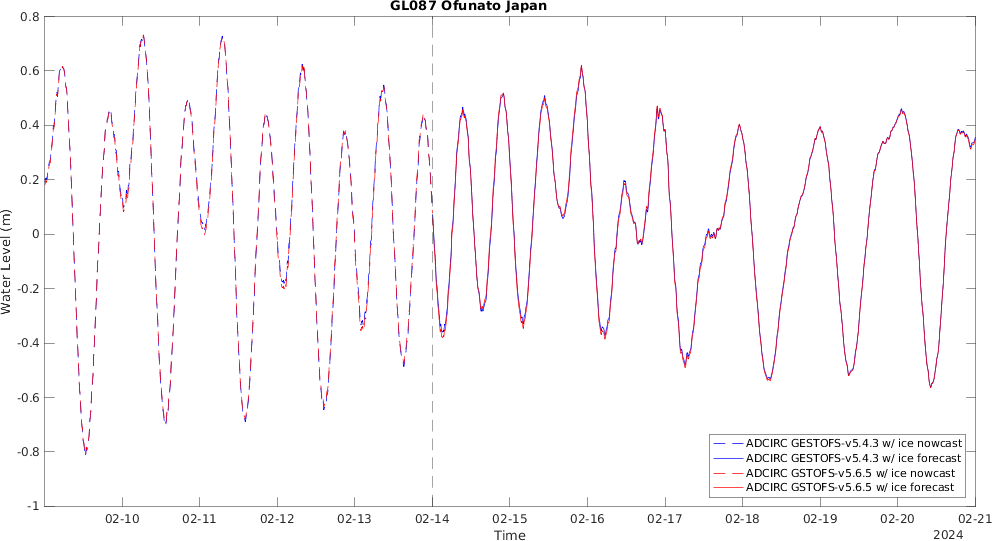 GL087 Ofunato Japan
0.8
0.6
0.4
0.2
0
-0.2
-0.4
-0.6
-0.8
-1
Water Level (m)
ADCIRC GESTOFS-v5.4.3 w/ ice nowcast
ADCIRC GESTOFS-v5.4.3 w/ ice forecast
ADCIRC GSTOFS-v5.6.5 w/ ice nowcast
ADCIRC GSTOFS-v5.6.5 w/ ice forecast
02-10 02-11 02-12 02-13 02-14 02-15 02-16 02-17 02-18 02-19 02-20 02-21
Time
2024